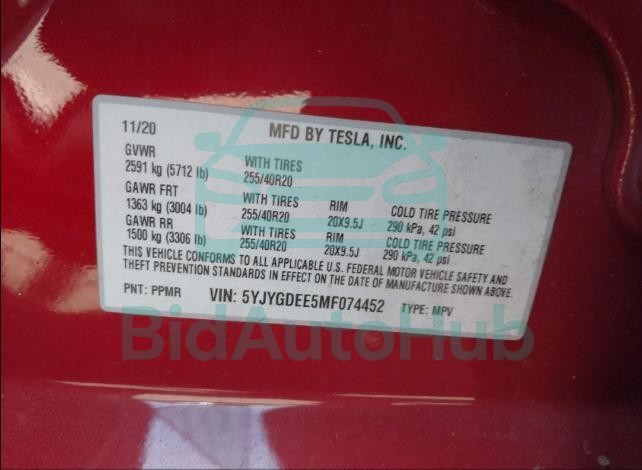 11/20 MFD BY TESLA, INC.
GVWR
2591 kg (5712 lb) WITH TIRES 255/40R20
GAWR FRT
1363 kg (3004 lb) WITH TIRES 255/40R20 RIM 20X9.5J COLD TIRE PRESSURE 290 kPa, 42 psi
GAWR RR
1500 kg (3306 lb) WITH TIRES 255/40R20 RIM 20X9.5J COLD TIRE PRESSURE 290 kPa, 42 psi
THIS VEHICLE CONFORMS TO ALL APPLICABLE U.S. FEDERAL MOTOR VEHICLE SAFETY AND
THEFT PREVENTION STANDARDS IN EFFECT ON THE DATE OF MANUFACTURE SHOWN ABOVE.
PNT: PPMR VIN: 5YJYGDEE5MF074452 TYPE: MPV
BidAutoHub